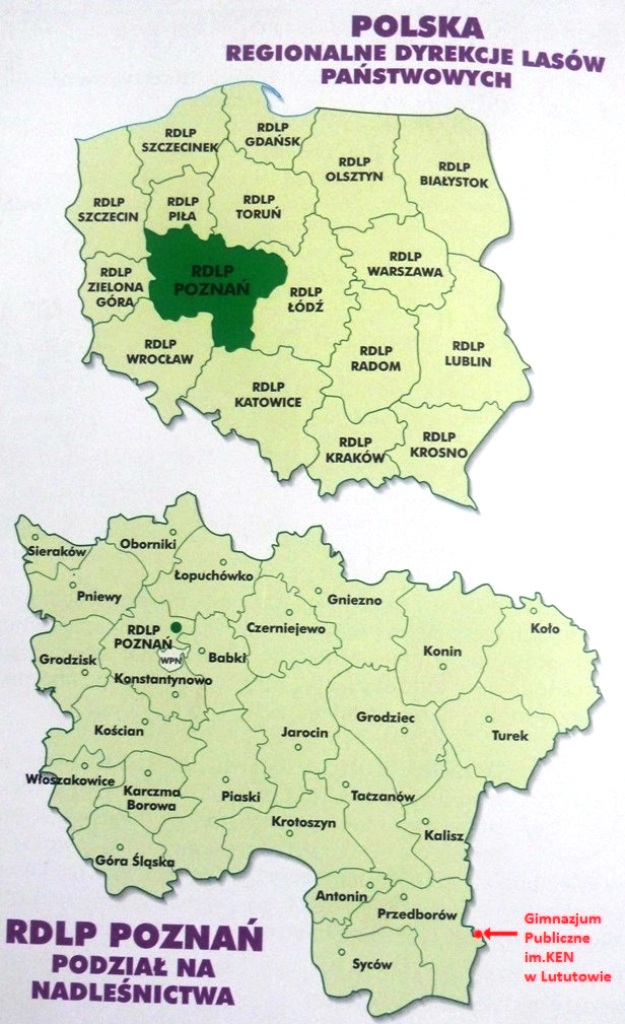 POLSKA
REGIONALNE DYREKCJE LASÓW
PAŃSTWOWYCH
RDLP
SZCZECINEK
RDLP
GDAŃSK
RDLP
OLSZTYN
RDLP
BIAŁYSTOK
RDLP
SZCZECIN
RDLP
PIŁA
RDLP
TORUŃ
RDLP
WARSZAWA
RDLP
ZIELONA
GÓRA
RDLP
POZNAŃ
RDLP
ŁÓDŹ
RDLP
WROCŁAW
RDLP
RADOM
RDLP
LUBLIN
RDLP
KATOWICE
RDLP
KRAKÓW
RDLP
KROSNO
Sieraków
Oborniki
Łopuchówko
Pniewy
Gniezno
Koło
RDLP
POZNAŃ
Czerniejewo
WPN
Babki
Grodzisk
Konin
Konstantynowo
Kościan
Jarocin
Grodziec
Turek
Włoszakowice
Karczma
Borowa
Piaski
Taczanów
Krotoszyn
Kalisz
Góra Śląska
Antonin
Przedborów
Syców
Gimnazjum
Publiczne
im.KEN
w Lututowie
RDLP POZNAŃ
PODZIAŁ NA
NADLEŚNICTWA